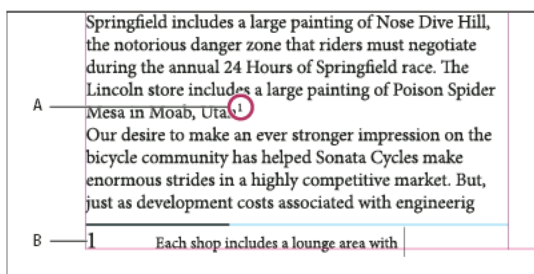 Springfield includes a large painting of Nose Dive Hill,
the notorious danger zone that riders must negotiate
during the annual 24 Hours of Springfield race. The
Lincoln store includes a large painting of Poison Spider
A
Mesa in Moab, Utah1
Our desire to make an ever stronger impression on the
bicycle community has helped Sonata Cycles make
enormous strides in a highly competitive market. But,
just as development costs associated with engineerig
B
1 Each shop includes a lounge area with